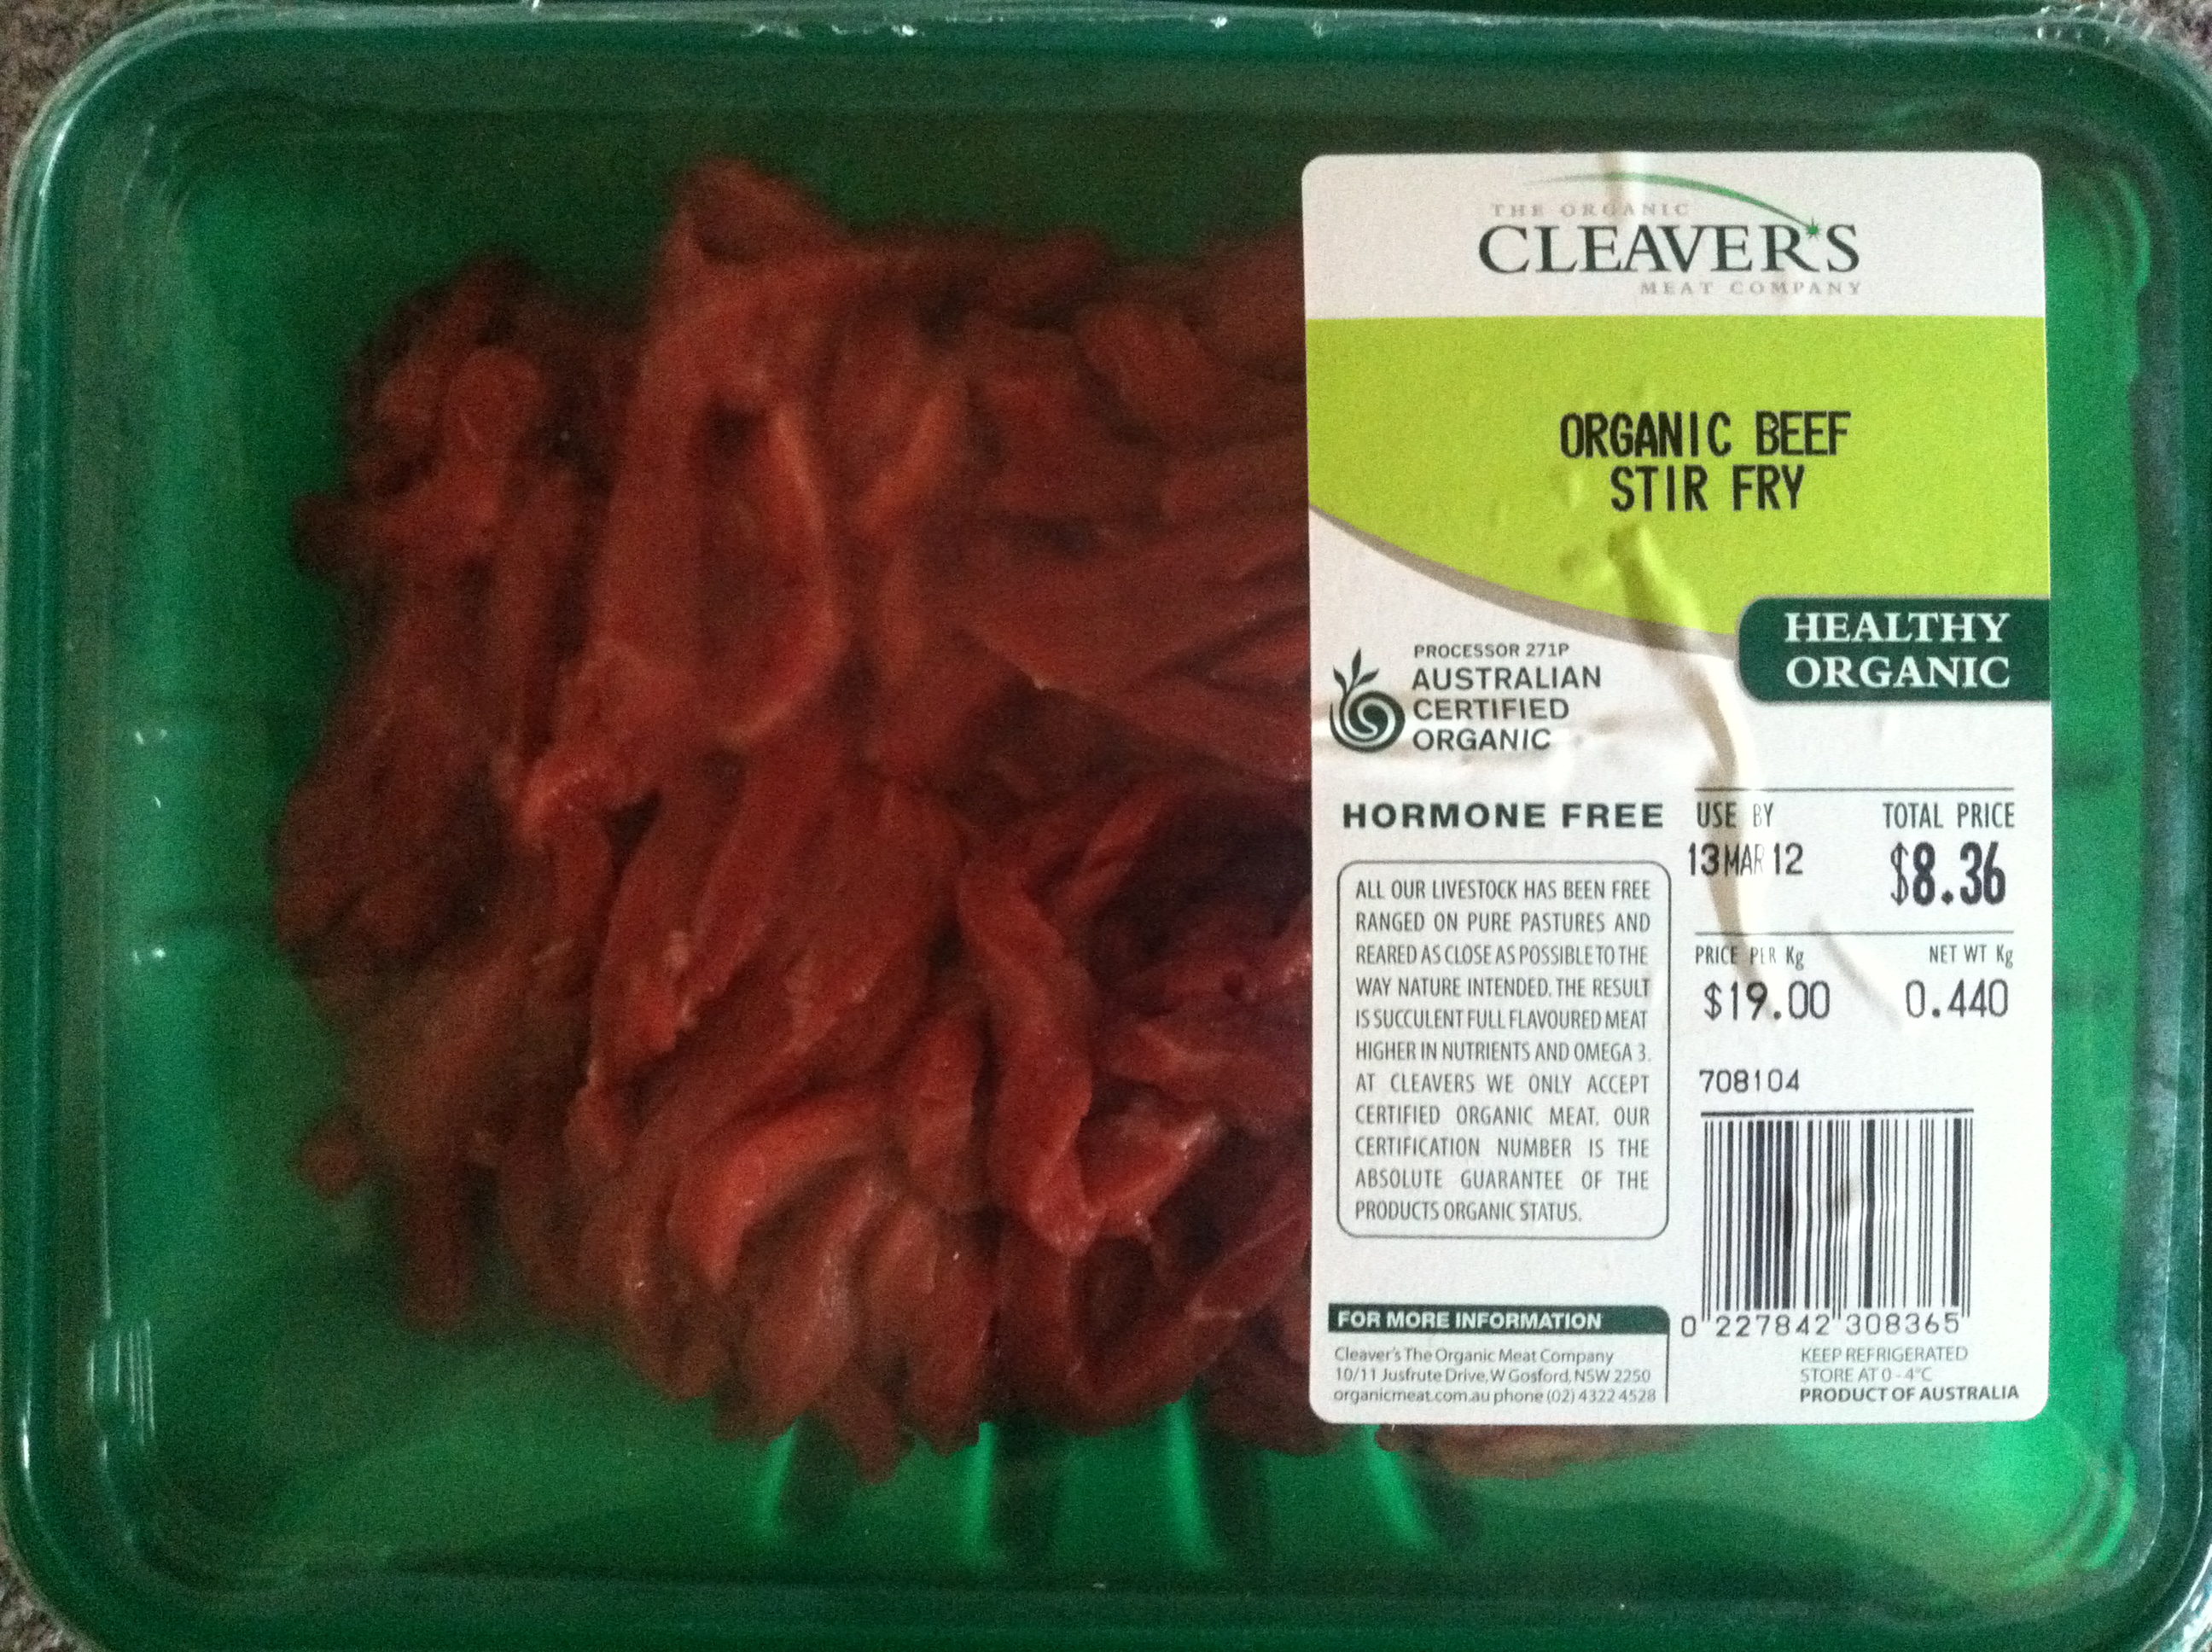 THE ORGANIC
CLEAVER'S
MEAT COMPANY
ORGANIC BEEF
STIR FRY
HEALTHY
ORGANIC
PROCESSOR 271P
AUSTRALIAN
CERTIFIED
ORGANIC
HORMONE FREE
ALL OUR LIVESTOCK HAS BEEN FREE
RANGED ON PURE PASTURES AND
REARED AS CLOSE AS POSSIBLE TO THE
WAY NATURE INTENDED. THE RESULT
IS SUCCULENT FULL FLAVOURED MEAT
HIGHER IN NUTRIENTS AND OMEGA 3.
AT CLEAVERS WE ONLY ACCEPT
CERTIFIED ORGANIC MEAT. OUR
CERTIFICATION NUMBER IS THE
ABSOLUTE GUARANTEE OF THE
PRODUCTS ORGANIC STATUS.
USE BY TOTAL PRICE
13 MAR 12 $8.36
PRICE PER Kg NET WT Kg
$19.00 0.440
708104
0 227842 308365
FOR MORE INFORMATION
Cleaver's The Organic Meat Company
10/11 Jusfrute Drive, W Gosford, NSW 2250
organicmeat.com.au phone (02) 4322 4528
KEEP REFRIGERATED
STORE AT 0 - 4°C
PRODUCT OF AUSTRALIA